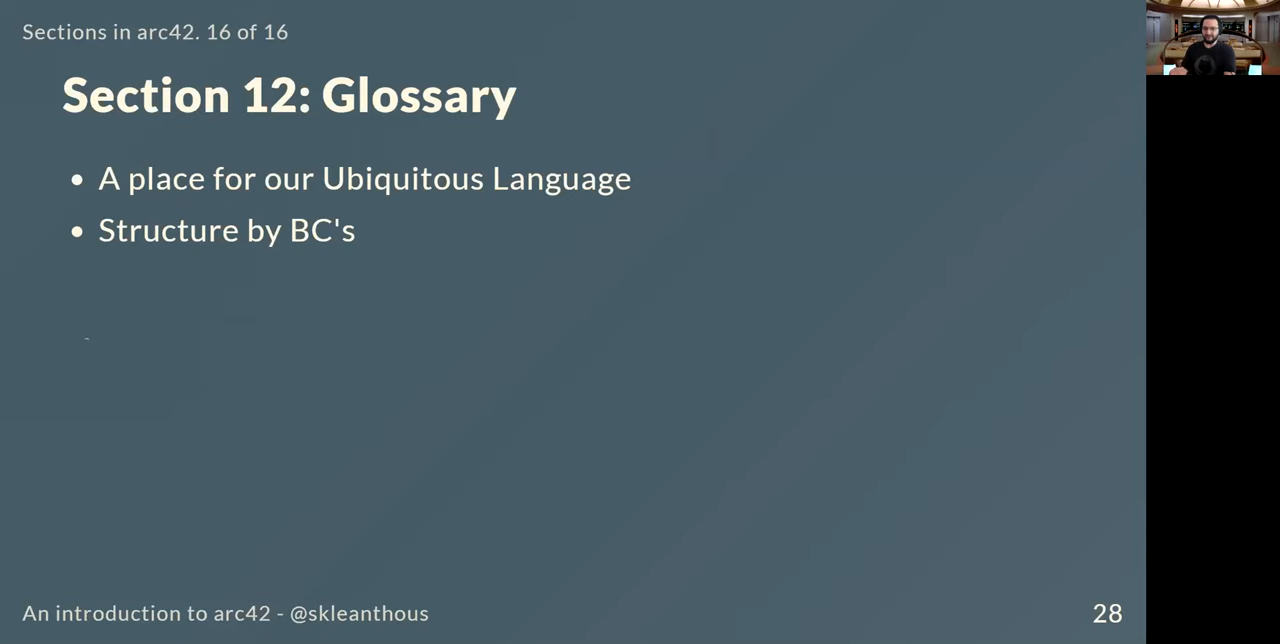 Sections in arc42. 16 of 16
Section 12: Glossary
• A place for our Ubiquitous Language
• Structure by BC's
An introduction to arc42 - @skleanthous
28